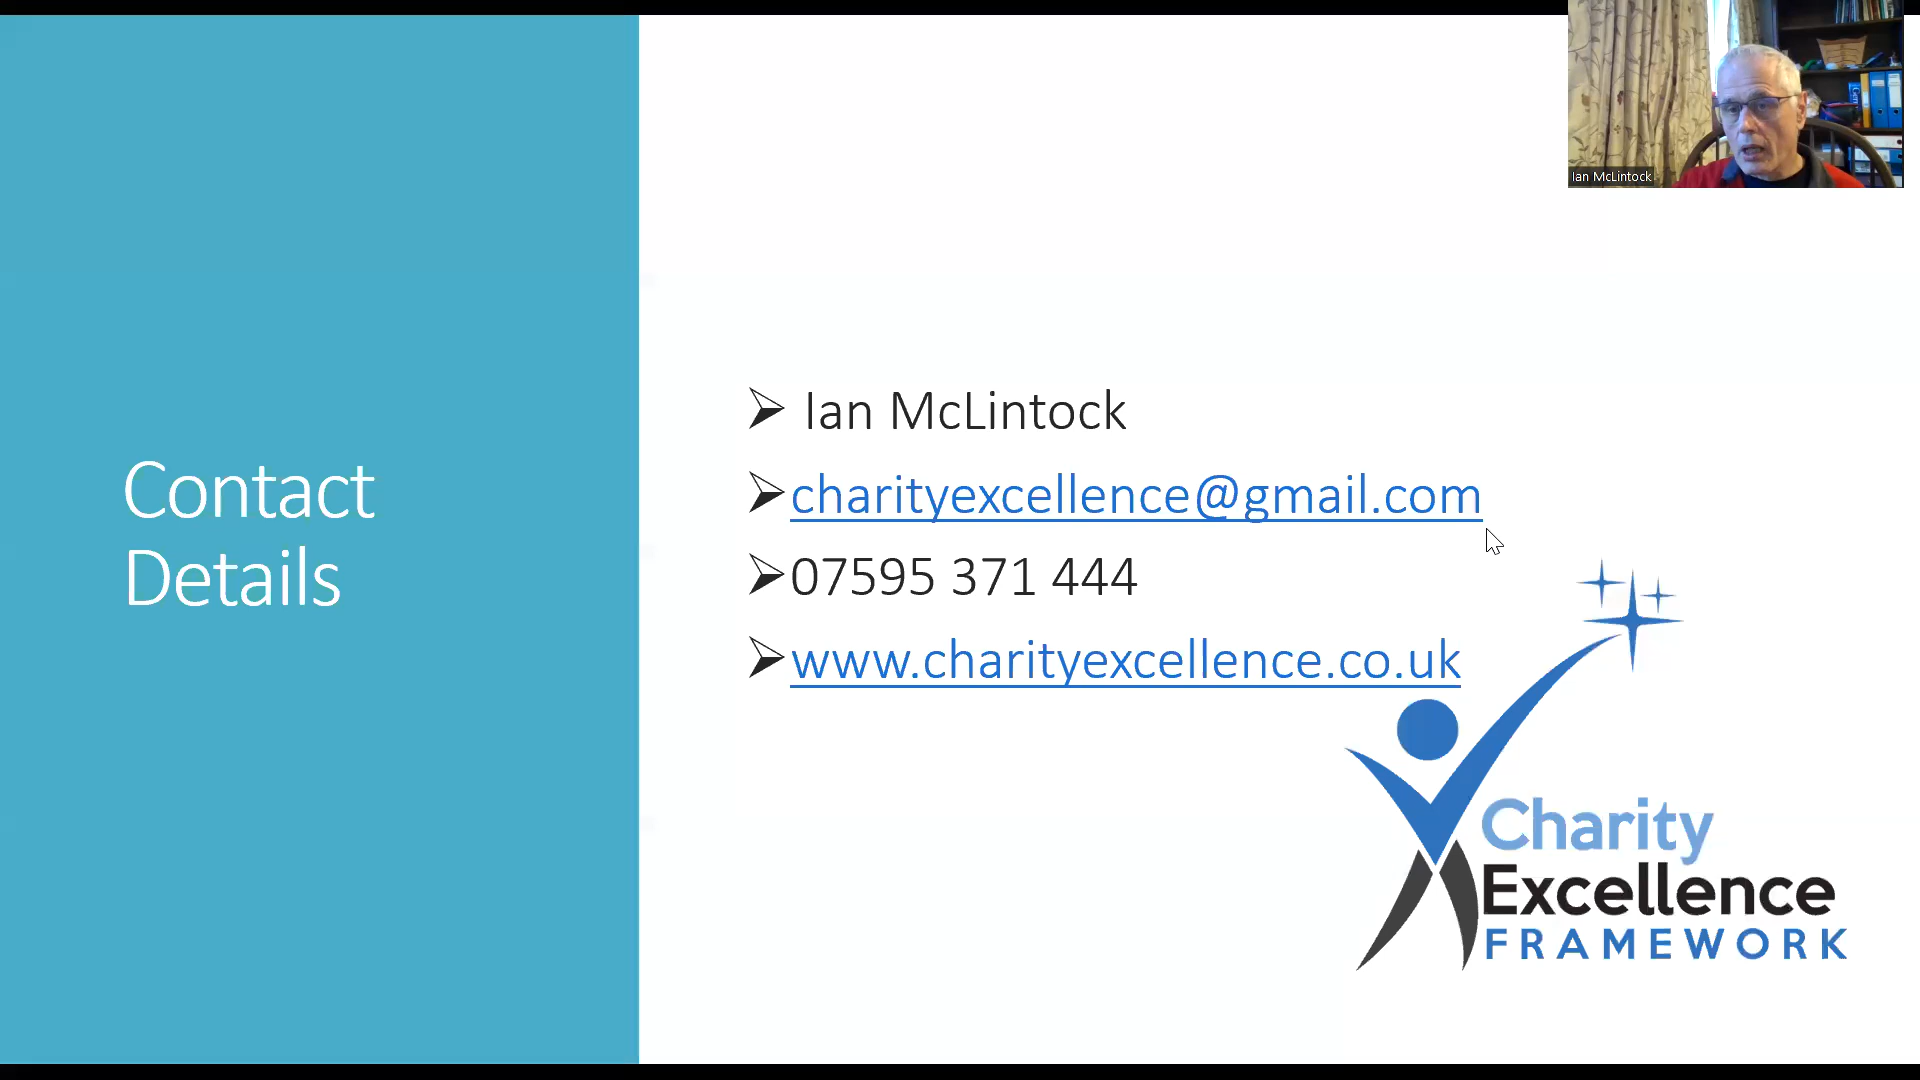 Ian McLintock
Contact
Details
Ian McLintock
charityexcellence@gmail.com
07595 371 444
www.charityexcellence.co.uk
Charity
Excellence
FRAMEWORK